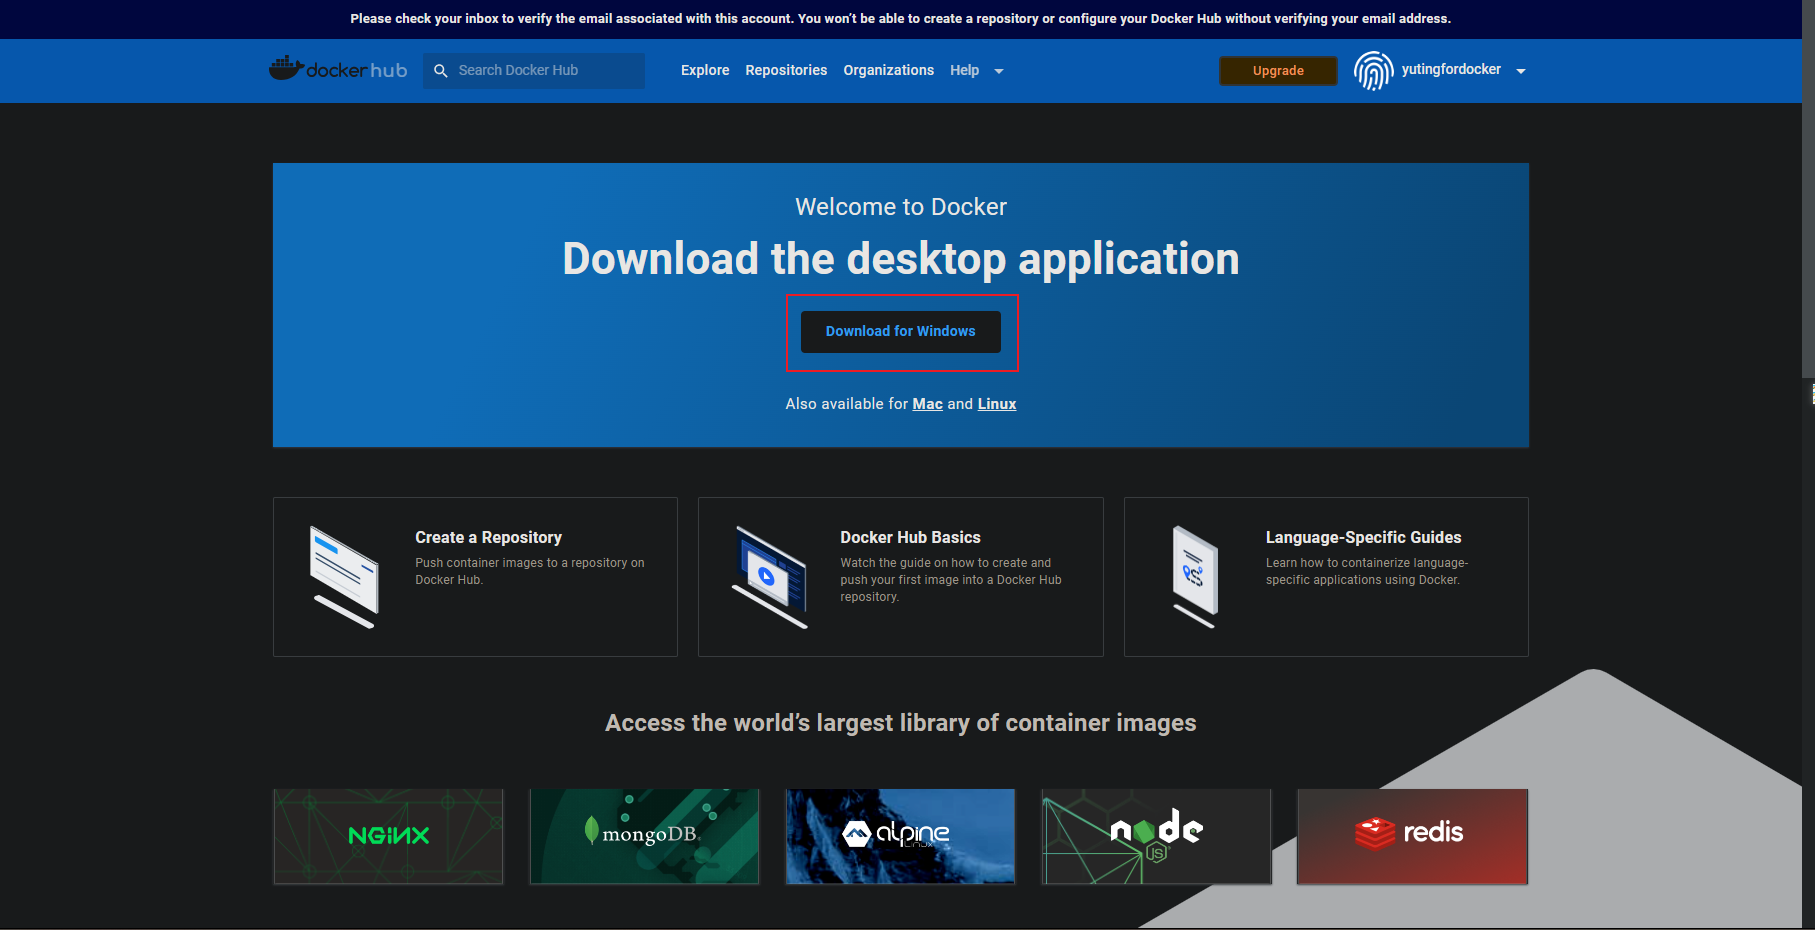 Please check your inbox to verify the email associated with this account. You won’t be able to create a repository or configure your Docker Hub without verifying your email address.
docker hub
Search Docker Hub
Explore Repositories Organizations Help
Upgrade
yutingfordocker
Welcome to Docker
Download the desktop application
Download for Windows
Also available for Mac and Linux
Create a Repository
Push container images to a repository on
Docker Hub.
Docker Hub Basics
Watch the guide on how to create and
push your first image into a Docker Hub
repository.
Language-Specific Guides
Learn how to containerize language-
specific applications using Docker.
Access the world’s largest library of container images
NGINX
mongoDB.
alpine
Linux
node
JS
redis